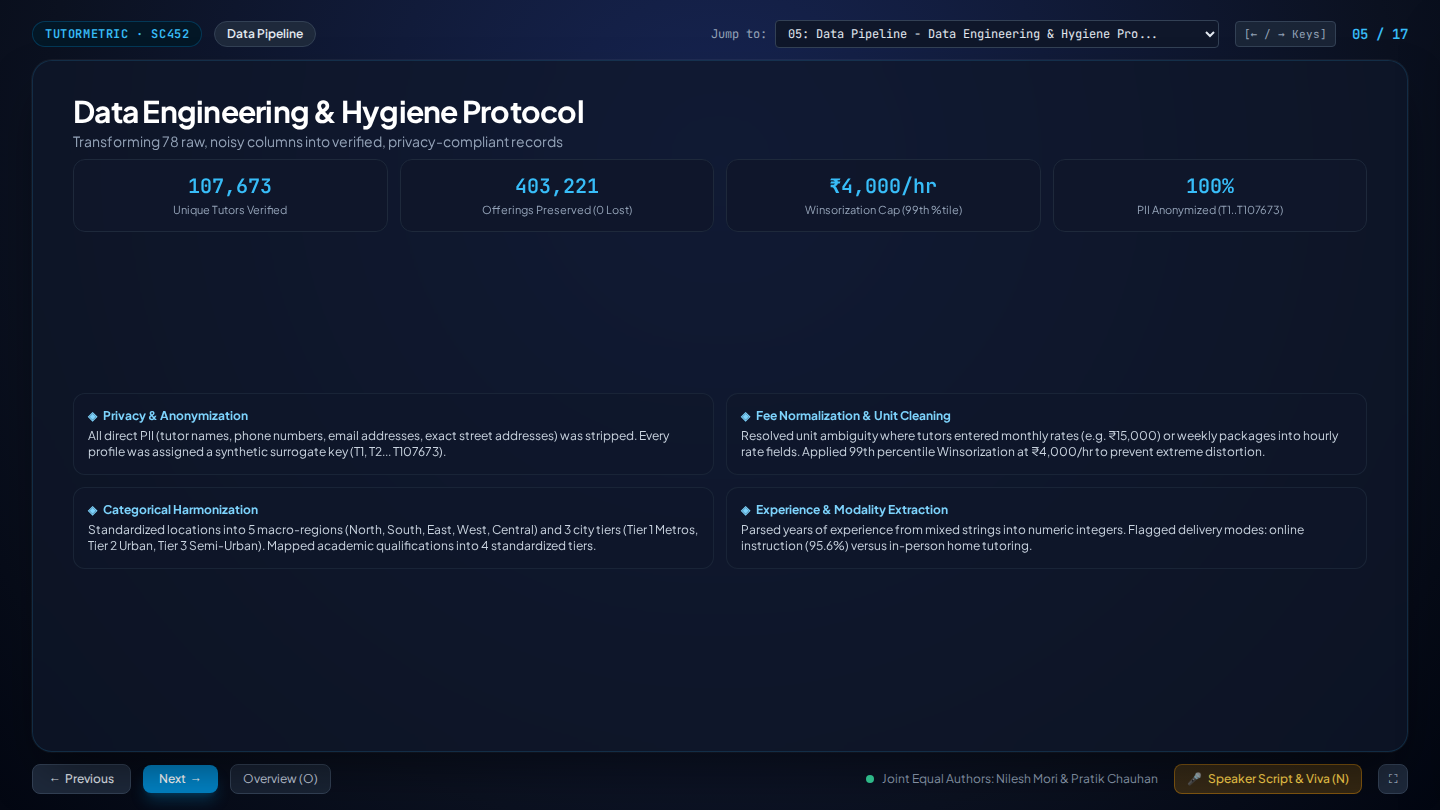 TUTORMETRIC · SC452
Data Pipeline
Jump to:
05: Data Pipeline - Data Engineering & Hygiene Pro...
[← / → Keys]
05 / 17
Data Engineering & Hygiene Protocol
Transforming 78 raw, noisy columns into verified, privacy-compliant records
107,673
Unique Tutors Verified
403,221
Offerings Preserved (0 Lost)
₹4,000/hr
Winsorization Cap (99th %tile)
100%
PII Anonymized (T1..T107673)
◈ Privacy & Anonymization
All direct PII (tutor names, phone numbers, email addresses, exact street addresses) was stripped. Every
profile was assigned a synthetic surrogate key (T1, T2... T107673).
◈ Fee Normalization & Unit Cleaning
Resolved unit ambiguity where tutors entered monthly rates (e.g. ₹15,000) or weekly packages into hourly
rate fields. Applied 99th percentile Winsorization at ₹4,000/hr to prevent extreme distortion.
◈ Categorical Harmonization
Standardized locations into 5 macro-regions (North, South, East, West, Central) and 3 city tiers (Tier 1 Metros,
Tier 2 Urban, Tier 3 Semi-Urban). Mapped academic qualifications into 4 standardized tiers.
◈ Experience & Modality Extraction
Parsed years of experience from mixed strings into numeric integers. Flagged delivery modes: online
instruction (95.6%) versus in-person home tutoring.
← Previous
Next →
Overview (O)
Joint Equal Authors: Nilesh Mori & Pratik Chauhan
🎤 Speaker Script & Viva (N)